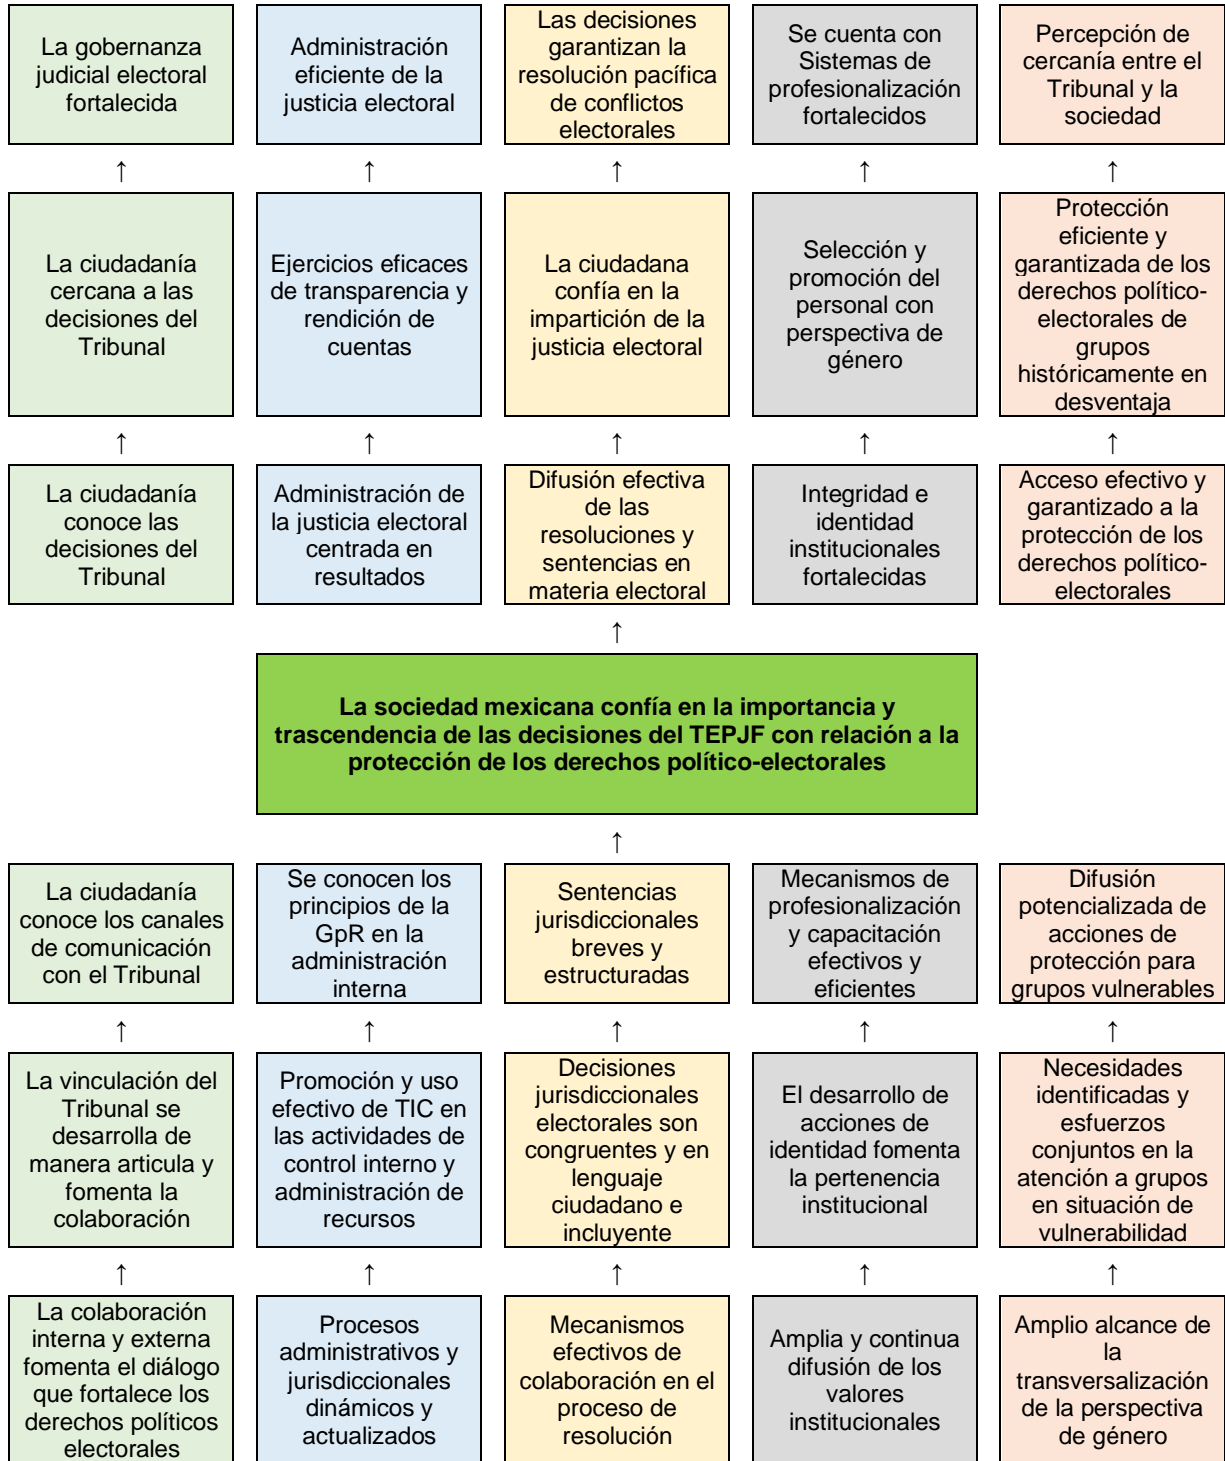 La gobernanza
judicial electoral
fortalecida
Administración
eficiente de la
justicia electoral
Las decisiones
garantizan la
resolución pacífica
de conflictos
electorales
Se cuenta con
Sistemas de
profesionalización
fortalecidos
Percepción de
cercanía entre el
Tribunal y la
sociedad
↑ ↑ ↑ ↑ ↑
La ciudadanía
cercana a las
decisiones del
Tribunal
Ejercicios eficaces
de transparencia y
rendición de
cuentas
La ciudadana
confía en la
impartición de la
justicia electoral
Selección y
promoción del
personal con
perspectiva de
género
Protección
eficiente y
garantizada de los
derechos político-
electorales de
grupos
históricamente en
desventaja
↑ ↑ ↑ ↑ ↑
La ciudadanía
conoce las
decisiones del
Tribunal
Administración de
la justicia electoral
centrada en
resultados
Difusión efectiva
de las
resoluciones y
sentencias en
materia electoral
Integridad e
identidad
institucionales
fortalecidas
Acceso efectivo y
garantizado a la
protección de los
derechos político-
electorales
↑
La sociedad mexicana confía en la importancia y
trascendencia de las decisiones del TEPJF con relación a la
protección de los derechos político-electorales
↑
La ciudadanía
conoce los canales
de comunicación
con el Tribunal
Se conocen los
principios de la
GpR en la
administración
interna
Sentencias
jurisdiccionales
breves y
estructuradas
Mecanismos de
profesionalización
y capacitación
efectivos y
eficientes
Difusión
potencializada de
acciones de
protección para
grupos vulnerables
↑ ↑ ↑ ↑ ↑
La vinculación del
Tribunal se
desarrolla de
manera articula y
fomenta la
colaboración
Promoción y uso
efectivo de TIC en
las actividades de
control interno y
administración de
recursos
Decisiones
jurisdiccionales
electorales son
congruentes y en
lenguaje
ciudadano e
incluyente
El desarrollo de
acciones de
identidad fomenta
la pertenencia
institucional
Necesidades
identificadas y
esfuerzos
conjuntos en la
atención a grupos
en situación de
vulnerabilidad
↑ ↑ ↑ ↑ ↑
La colaboración
interna y externa
fomenta el diálogo
que fortalece los
derechos políticos
electorales
Procesos
administrativos y
jurisdiccionales
dinámicos y
actualizados
Mecanismos
efectivos de
colaboración en el
proceso de
resolución
Amplia y continua
difusión de los
valores
institucionales
Amplio alcance de
la
transversalización
de la perspectiva
de género